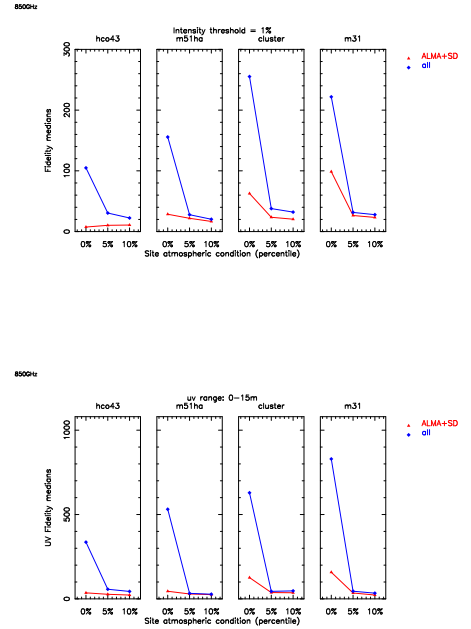 850GHz
Intensity threshold = 1%
hco43 m51ha cluster m31
ALMA+SD
all
300
200
100
0
Fidelity medians
0% 5% 10% 0% 5% 10% 0% 5% 10% 0% 5% 10%
Site atmospheric condition (percentile)
850GHz
uv range: 0-15m
hco43 m51ha cluster m31
ALMA+SD
all
1000
500
0
UV Fidelity medians
0% 5% 10% 0% 5% 10% 0% 5% 10% 0% 5% 10%
Site atmospheric condition (percentile)